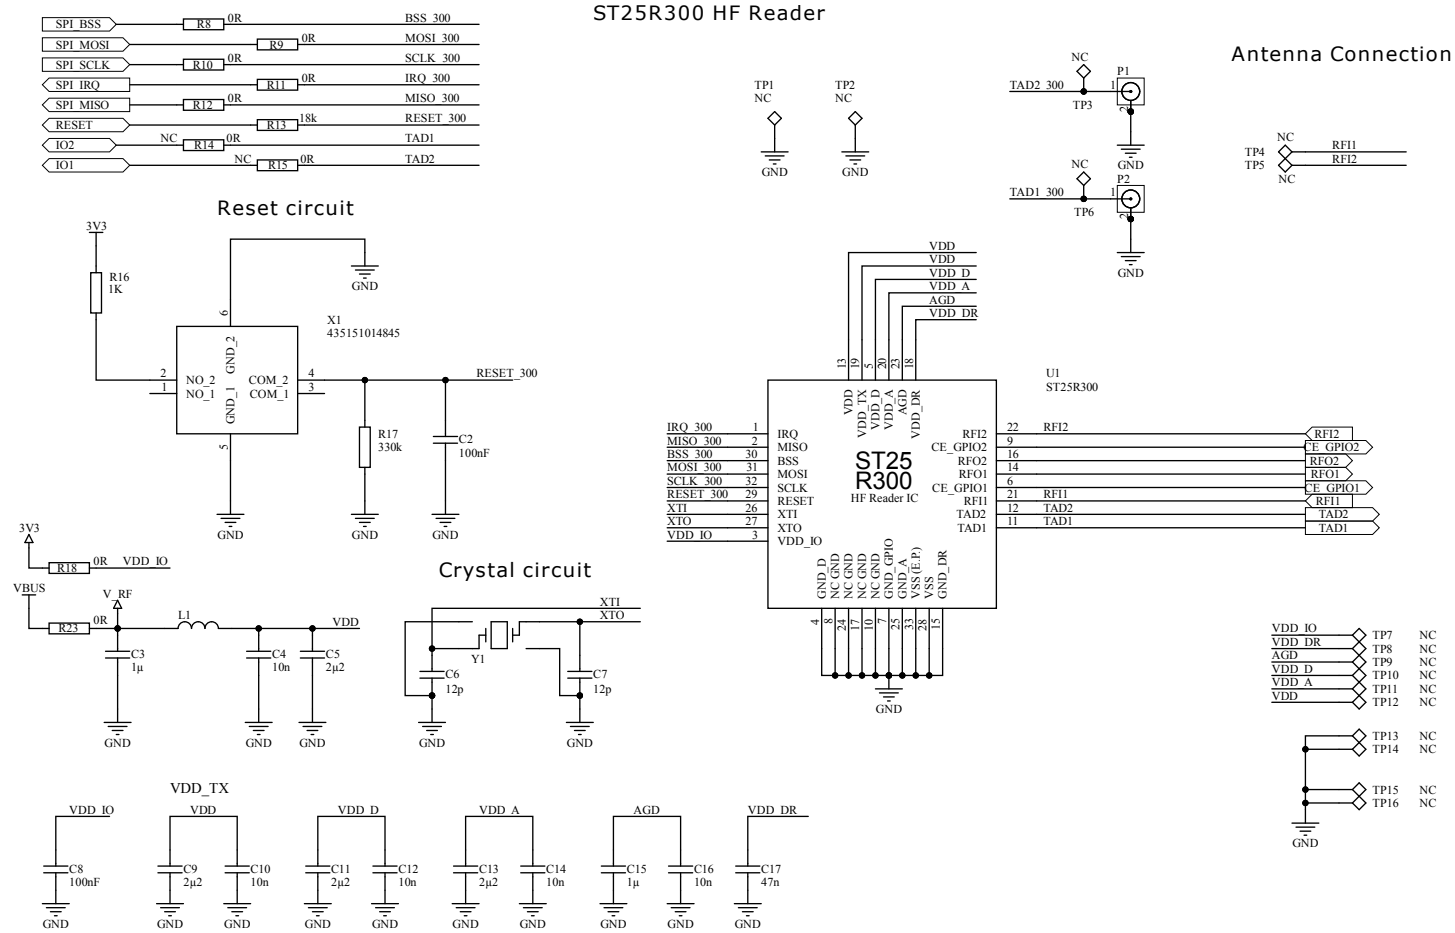 ST25R300 HF Reader
SPI_BSS R8 0R BSS_300
SPI_MOSI R9 0R MOSI_300
SPI_SCLK R10 0R SCLK_300
SPI_IRQ R11 0R IRQ_300
SPI_MISO R12 0R MISO_300
RESET R13 18k RESET_300
IO2 NC R14 0R TAD1
IO1 NC R15 0R TAD2
TP1
NC
GND
TP2
NC
GND
NC
TAD2_300
TP3
P1
1
2
GND
NC
TAD1_300
TP6
P2
1
2
GND
Antenna Connection
NC
TP4 RFI1
TP5 RFI2
NC
Reset circuit
3V3
R16
1K
GND
X1
435151014845
6
GND_2
GND_1
5
2 NO_2
1 NO_1
COM_2 4
COM_1 3
RESET_300
R17
330k
C2
100nF
GND
GND
GND
VDD
VDD
VDD_D
VDD_A
AGD
VDD_DR
13 19 5 20 23 18
VDD VDD_TX VDD_D VDD_A AGD VDD_DR
U1
ST25R300
IRQ_300 1 IRQ
MISO_300 2 MISO
BSS_300 30 BSS
MOSI_300 31 MOSI
SCLK_300 32 SCLK
RESET_300 29 RESET
XTI 26 XTI
XTO 27 XTO
VDD_IO 3 VDD_IO
ST25
R300
HF Reader IC
RFI2 22 RFI2 RFI2
CE_GPIO2 9 CE_GPIO2
RFO2 16 RFO2
RFO1 14 RFO1
CE_GPIO1 6 CE_GPIO1
RFI1 21 RFI1 RFI1
TAD2 12 TAD2 TAD2
TAD1 11 TAD1 TAD1
GND_D NC GND NC GND NC GND NC GND GND_GPIO GND_A VSS (E.P.) VSS GND_DR
4 8 24 17 10 7 25 33 28 15
GND
3V3
R18 0R VDD_IO
VBUS
R23 0R
V_RF
L1
VDD
C3
1µ
C4
10n
C5
2µ2
GND
GND
GND
Crystal circuit
XTI
XTO
Y1
C6
12p
C7
12p
GND
GND
VDD_IO TP7 NC
VDD_DR TP8 NC
AGD TP9 NC
VDD_D TP10 NC
VDD_A TP11 NC
VDD TP12 NC
TP13 NC
TP14 NC
TP15 NC
TP16 NC
GND
VDD_TX
VDD_IO VDD VDD_D VDD_A AGD VDD_DR
C8 C9 C10 C11 C12 C13 C14 C15 C16 C17
100nF 2µ2 10n 2µ2 10n 2µ2 10n 1µ 10n 47n
GND GND GND GND GND GND GND GND GND GND